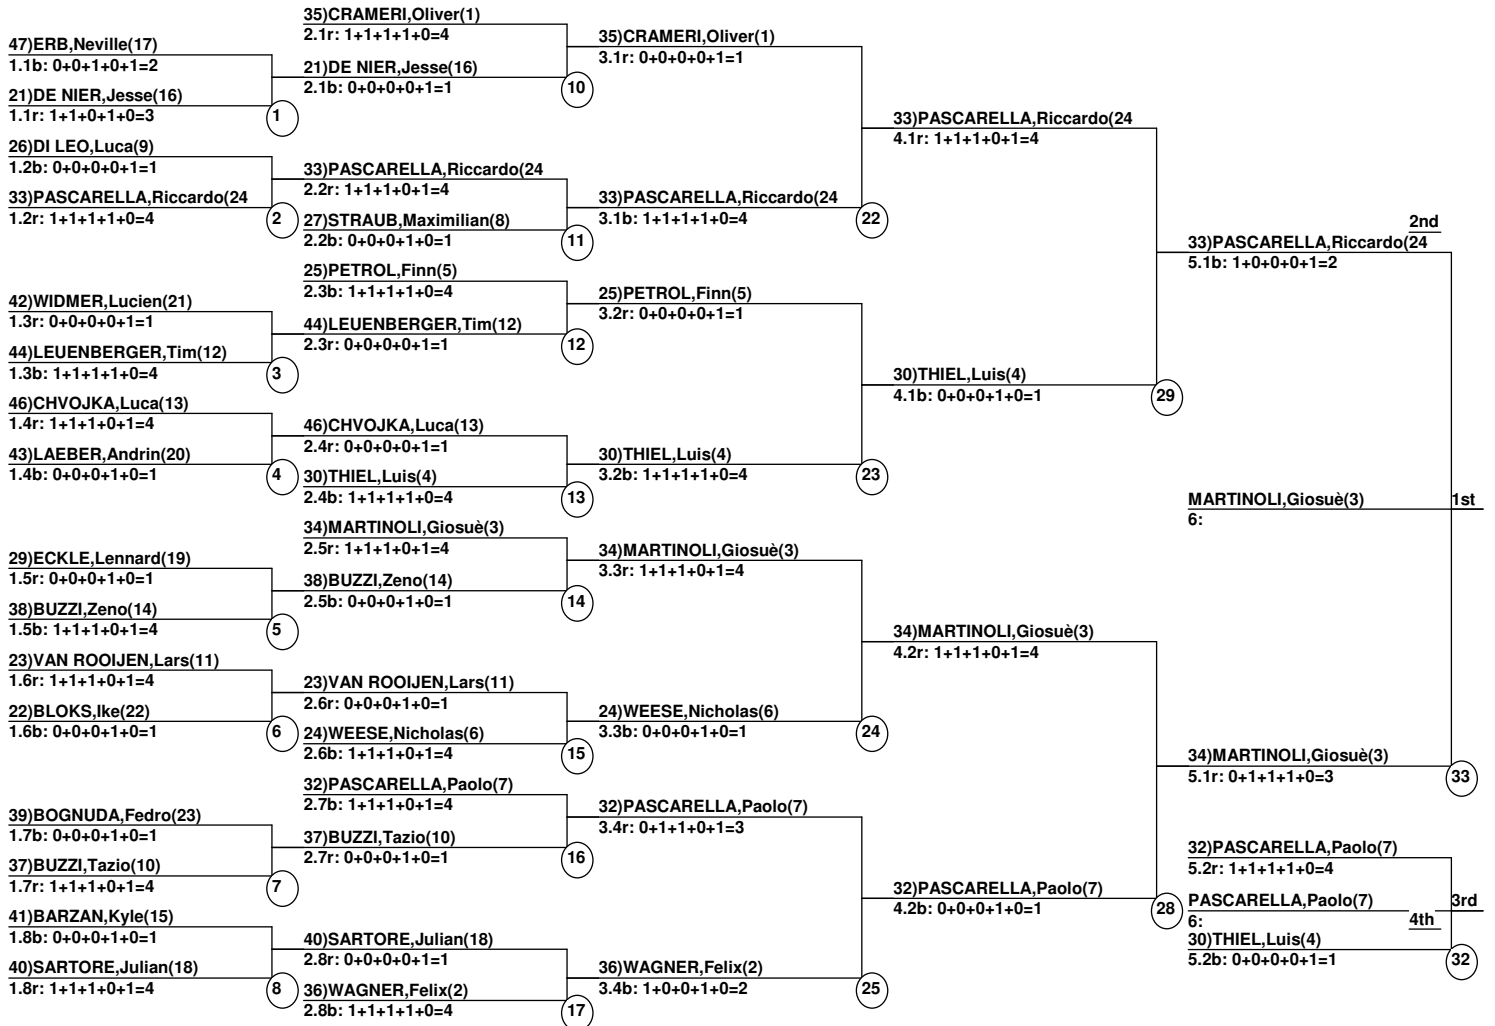 47)ERB,Neville(17)
1.1b: 0+0+1+0+1=2
21)DE NIER,Jesse(16)
1.1r: 1+1+0+1+0=3
1
26)DI LEO,Luca(9)
1.2b: 0+0+0+0+1=1
33)PASCARELLA,Riccardo(24
1.2r: 1+1+1+1+0=4
2
42)WIDMER,Lucien(21)
1.3r: 0+0+0+0+1=1
44)LEUENBERGER,Tim(12)
1.3b: 1+1+1+1+0=4
3
46)CHVOJKA,Luca(13)
1.4r: 1+1+1+0+1=4
43)LAEBER,Andrin(20)
1.4b: 0+0+0+1+0=1
4
29)ECKLE,Lennard(19)
1.5r: 0+0+0+1+0=1
38)BUZZI,Zeno(14)
1.5b: 1+1+1+0+1=4
5
23)VAN ROOIJEN,Lars(11)
1.6r: 1+1+1+0+1=4
22)BLOKS,Ike(22)
1.6b: 0+0+0+1+0=1
6
39)BOGNUDA,Fedro(23)
1.7b: 0+0+0+1+0=1
37)BUZZI,Tazio(10)
1.7r: 1+1+1+0+1=4
7
41)BARZAN,Kyle(15)
1.8b: 0+0+0+1+0=1
40)SARTORE,Julian(18)
1.8r: 1+1+1+0+1=4
8
35)CRAMERI,Oliver(1)
2.1r: 1+1+1+1+0=4
21)DE NIER,Jesse(16)
2.1b: 0+0+0+0+1=1
10
33)PASCARELLA,Riccardo(24
2.2r: 1+1+1+0+1=4
27)STRAUB,Maximilian(8)
2.2b: 0+0+0+1+0=1
11
25)PETROL,Finn(5)
2.3b: 1+1+1+1+0=4
44)LEUENBERGER,Tim(12)
2.3r: 0+0+0+0+1=1
12
46)CHVOJKA,Luca(13)
2.4r: 0+0+0+0+1=1
30)THIEL,Luis(4)
2.4b: 1+1+1+1+0=4
13
34)MARTINOLI,Giosuè(3)
2.5r: 1+1+1+0+1=4
38)BUZZI,Zeno(14)
2.5b: 0+0+0+1+0=1
14
23)VAN ROOIJEN,Lars(11)
2.6r: 0+0+0+1+0=1
24)WEESE,Nicholas(6)
2.6b: 1+1+1+0+1=4
15
32)PASCARELLA,Paolo(7)
2.7b: 1+1+1+0+1=4
37)BUZZI,Tazio(10)
2.7r: 0+0+0+1+0=1
16
40)SARTORE,Julian(18)
2.8r: 0+0+0+0+1=1
36)WAGNER,Felix(2)
2.8b: 1+1+1+1+0=4
17
35)CRAMERI,Oliver(1)
3.1r: 0+0+0+0+1=1
33)PASCARELLA,Riccardo(24
3.1b: 1+1+1+1+0=4
22
25)PETROL,Finn(5)
3.2r: 0+0+0+0+1=1
30)THIEL,Luis(4)
3.2b: 1+1+1+1+0=4
23
34)MARTINOLI,Giosuè(3)
3.3r: 1+1+1+0+1=4
24)WEESE,Nicholas(6)
3.3b: 0+0+0+1+0=1
24
32)PASCARELLA,Paolo(7)
3.4r: 0+1+1+0+1=3
36)WAGNER,Felix(2)
3.4b: 1+0+0+1+0=2
25
33)PASCARELLA,Riccardo(24
4.1r: 1+1+1+0+1=4
30)THIEL,Luis(4)
4.1b: 0+0+0+1+0=1
29
34)MARTINOLI,Giosuè(3)
4.2r: 1+1+1+0+1=4
32)PASCARELLA,Paolo(7)
4.2b: 0+0+0+1+0=1
28
2nd
33)PASCARELLA,Riccardo(24
5.1b: 1+0+0+0+1=2
MARTINOLI,Giosuè(3) 1st
6:
34)MARTINOLI,Giosuè(3)
5.1r: 0+1+1+1+0=3
33
32)PASCARELLA,Paolo(7)
5.2r: 1+1+1+1+0=4
PASCARELLA,Paolo(7) 3rd
6: 4th
30)THIEL,Luis(4)
5.2b: 0+0+0+0+1=1
32